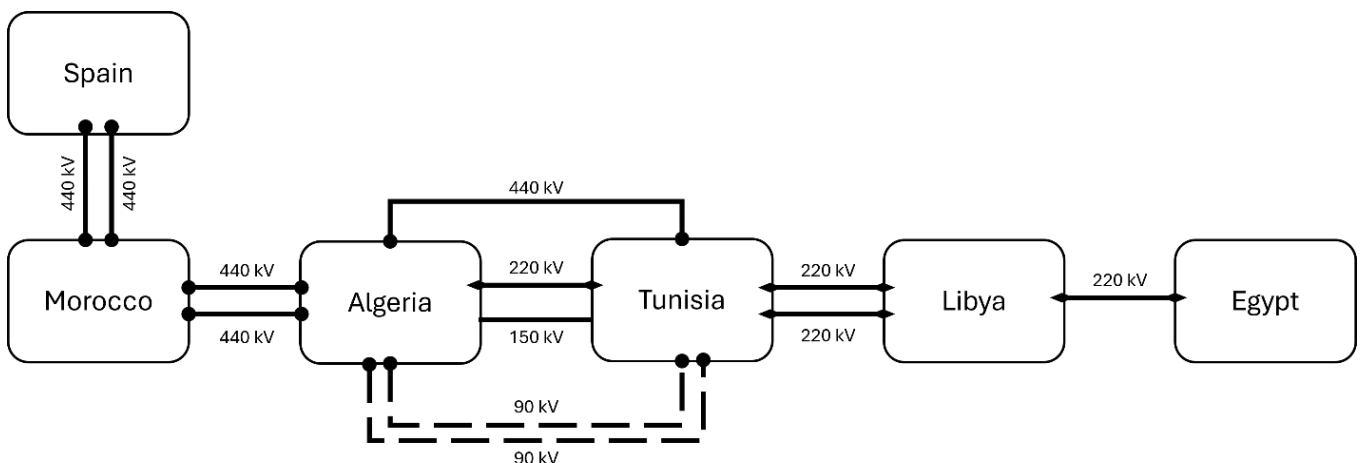 Spain
440 kV
440 kV
440 kV
Morocco
440 kV
440 kV
Algeria
220 kV
150 kV
Tunisia
220 kV
220 kV
Libya
220 kV
Egypt
90 kV
90 kV